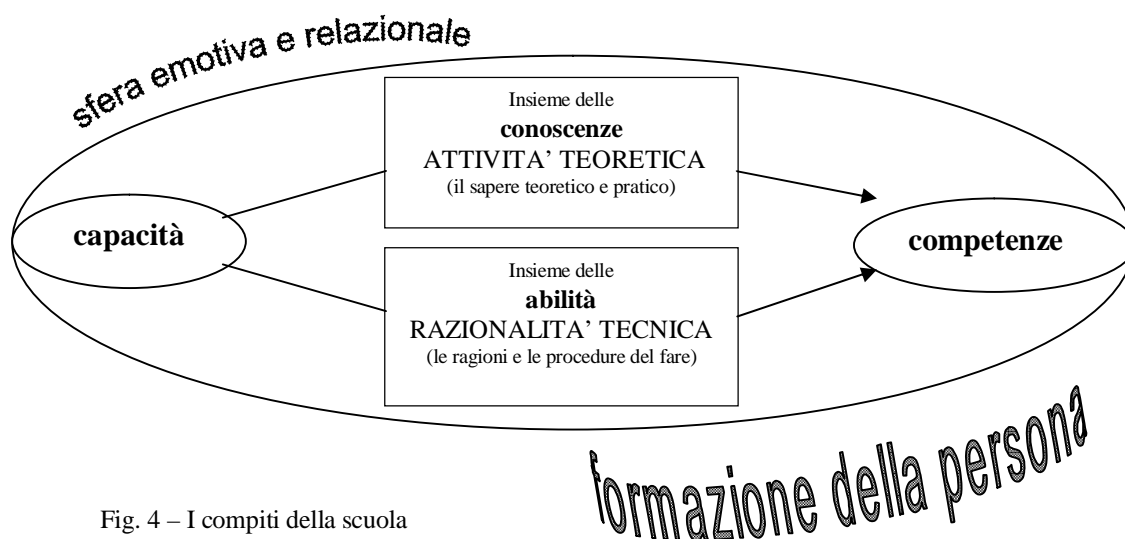 sfera emotiva e relazionale
Insieme delle
conoscenze
ATTIVITA’ TEORETICA
(il sapere teoretico e pratico)
capacità
competenze
Insieme delle
abilità
RAZIONALITA’ TECNICA
(le ragioni e le procedure del fare)
formazione della persona
Fig. 4 – I compiti della scuola